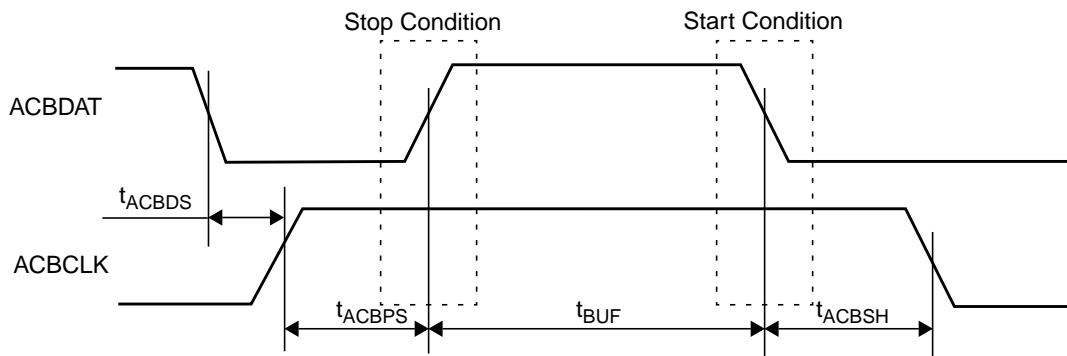 Stop Condition
Start Condition
ACBDAT
tACBDS
ACBCLK
tACBPS
tBUF
tACBSH